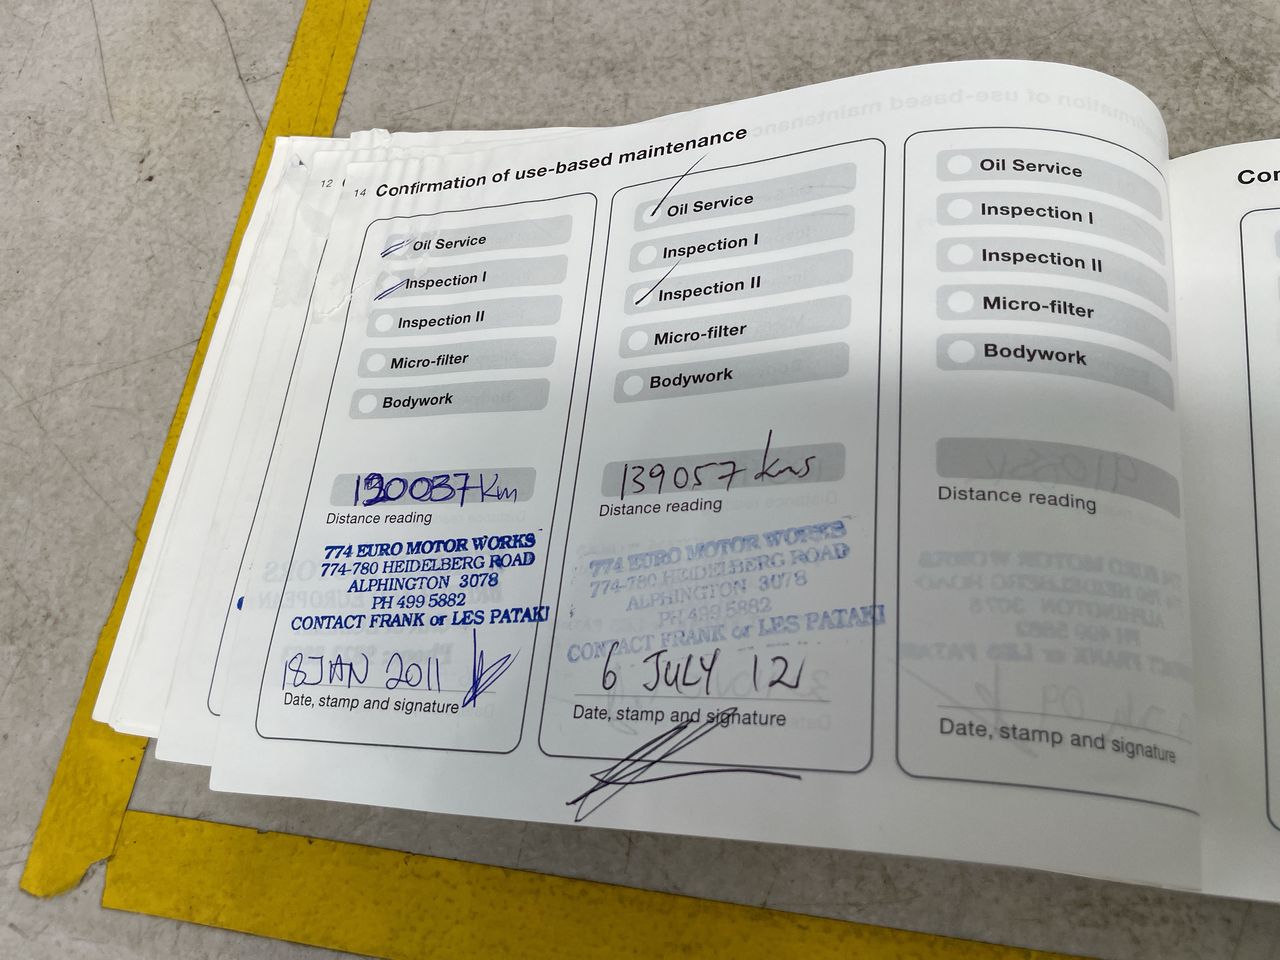 12
14 Confirmation of use-based maintenance
Oil Service
Inspection I
Inspection II
Micro-filter
Bodywork
130037 Km
Distance reading
774 EURO MOTOR WORKS
774-780 HEIDELBERG ROAD
ALPHINGTON 3078
PH 499 5882
CONTACT FRANK or LES PATAKI
18 JAN 2011
Date, stamp and signature
Oil Service
Inspection I
Inspection II
Micro-filter
Bodywork
139057 kms
Distance reading
774 EURO MOTOR WORKS
774-780 HEIDELBERG ROAD
ALPHINGTON 3078
PH 499 5882
CONTACT FRANK or LES PATAKI
6 JULY 12
Date, stamp and signature
Oil Service
Inspection I
Inspection II
Micro-filter
Bodywork
Distance reading
Date, stamp and signature